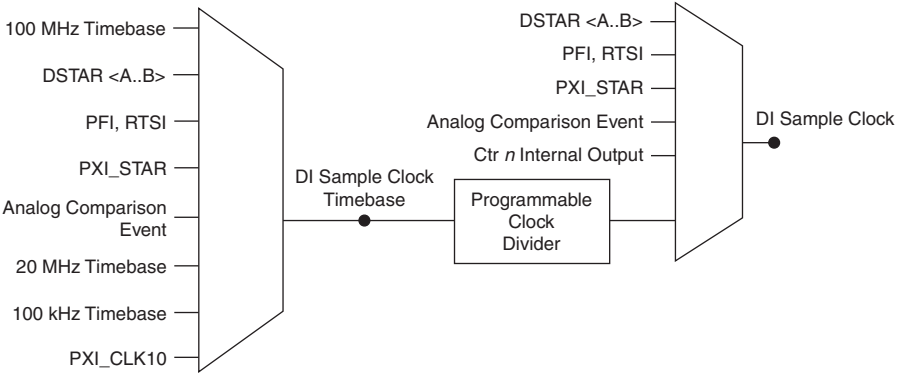 100 MHz Timebase
DSTAR <A..B>
PFI, RTSI
PXI_STAR
Analog Comparison
Event
20 MHz Timebase
100 kHz Timebase
PXI_CLK10
DI Sample Clock
Timebase
Programmable
Clock
Divider
DSTAR <A..B>
PFI, RTSI
PXI_STAR
Analog Comparison Event
Ctr n Internal Output
DI Sample Clock